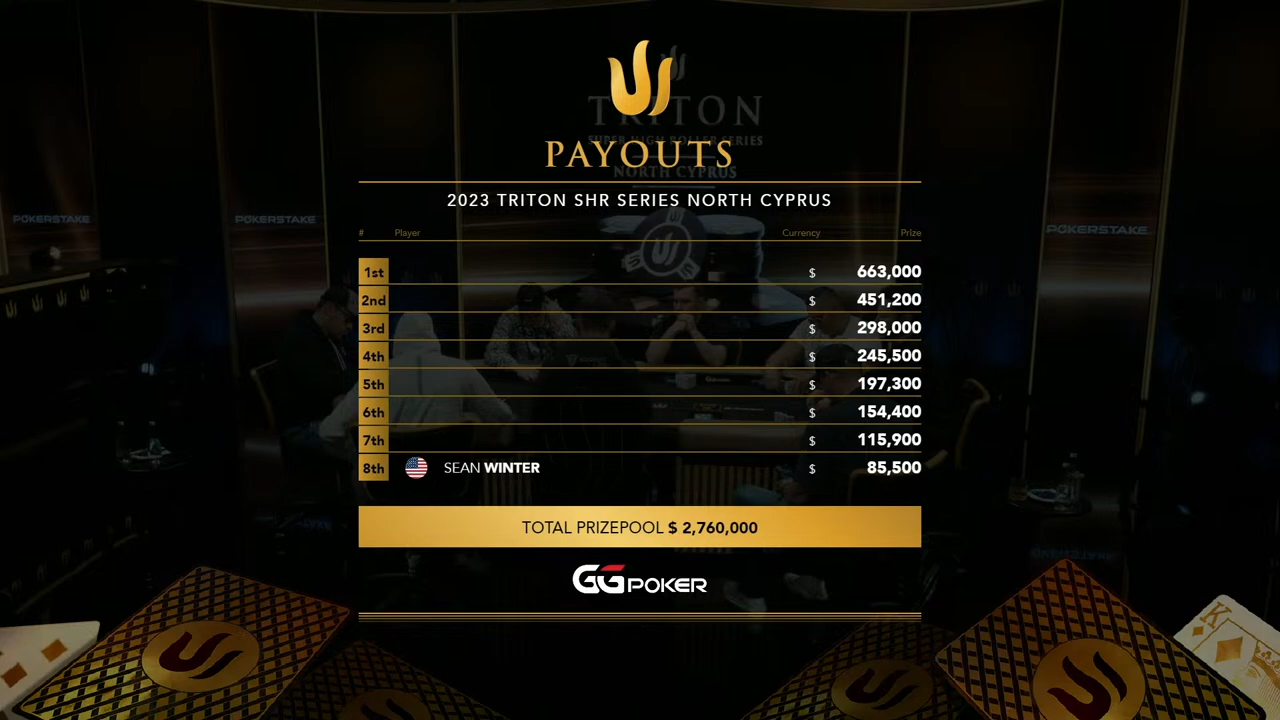 TRITON
SUPER HIGH ROLLER SERIES
PAYOUTS
NORTH CYPRUS
2023 TRITON SHR SERIES NORTH CYPRUS
POKERSTAKE
POKERSTAKE
POKERSTAKE
# Player Currency Prize
1st $ 663,000
2nd $ 451,200
3rd $ 298,000
4th $ 245,500
5th $ 197,300
6th $ 154,400
7th $ 115,900
8th SEAN WINTER $ 85,500
TOTAL PRIZEPOOL $ 2,760,000
GGPOKER
K